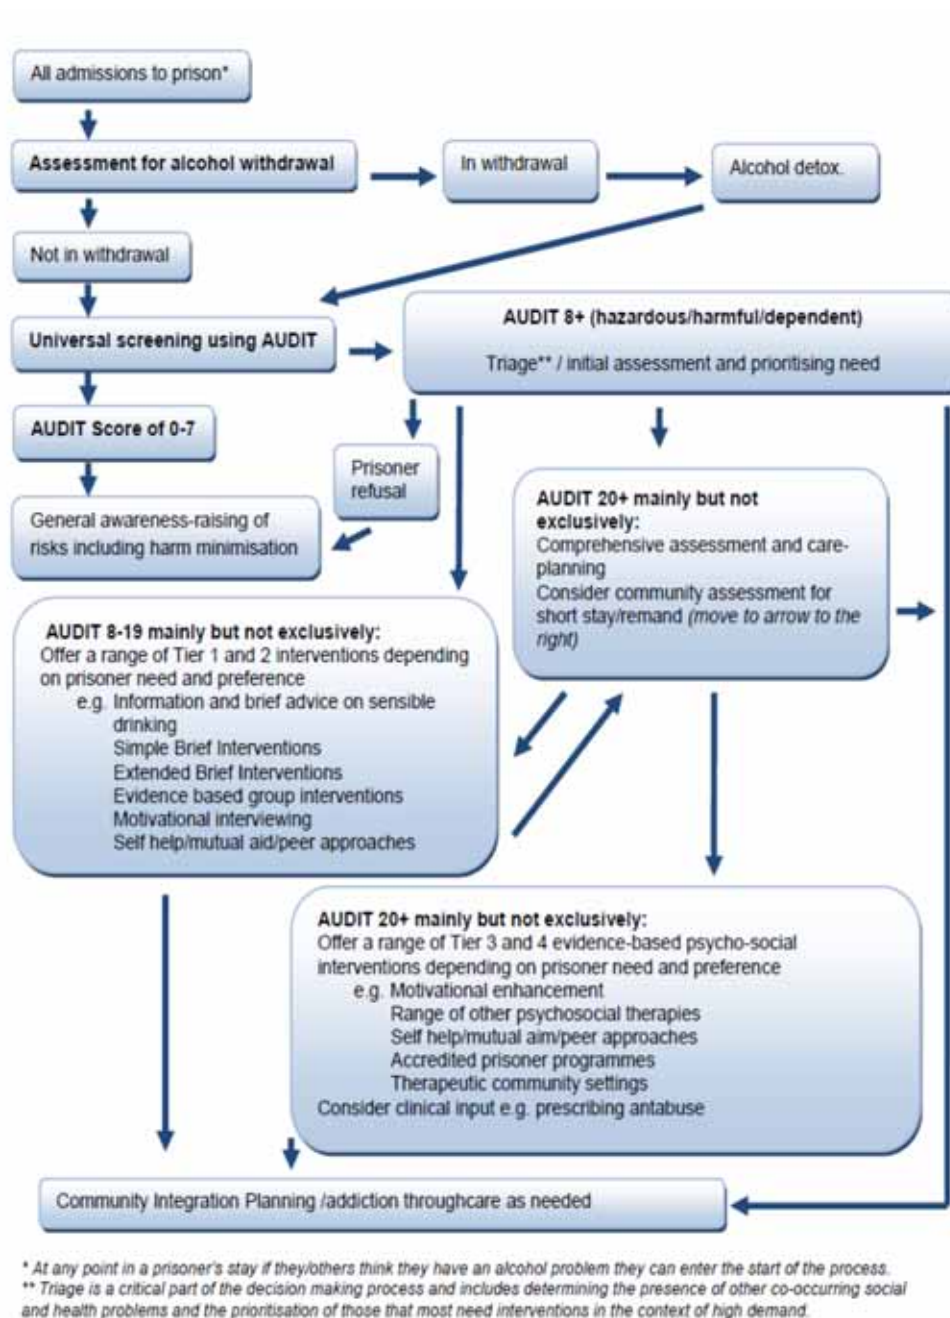 All admissions to prison*
Assessment for alcohol withdrawal
In withdrawal
Alcohol detox.
Not in withdrawal
Universal screening using AUDIT
AUDIT 8+ (hazardous/harmful/dependent)
Triage** / initial assessment and prioritising need
AUDIT Score of 0-7
Prisoner
refusal
General awareness-raising of
risks including harm minimisation
AUDIT 20+ mainly but not
exclusively:
Comprehensive assessment and care-
planning
Consider community assessment for
short stay/remand (move to arrow to the
right)
AUDIT 8-19 mainly but not exclusively:
Offer a range of Tier 1 and 2 interventions depending
on prisoner need and preference
e.g. Information and brief advice on sensible
drinking
Simple Brief Interventions
Extended Brief Interventions
Evidence based group interventions
Motivational interviewing
Self help/mutual aid/peer approaches
AUDIT 20+ mainly but not exclusively:
Offer a range of Tier 3 and 4 evidence-based psycho-social
interventions depending on prisoner need and preference
e.g. Motivational enhancement
Range of other psychosocial therapies
Self help/mutual aim/peer approaches
Accredited prisoner programmes
Therapeutic community settings
Consider clinical input e.g. prescribing antabuse
Community Integration Planning /addiction throughcare as needed
* At any point in a prisoner's stay if they/others think they have an alcohol problem they can enter the start of the process.
** Triage is a critical part of the decision making process and includes determining the presence of other co-occurring social
and health problems and the prioritisation of those that most need interventions in the context of high demand.